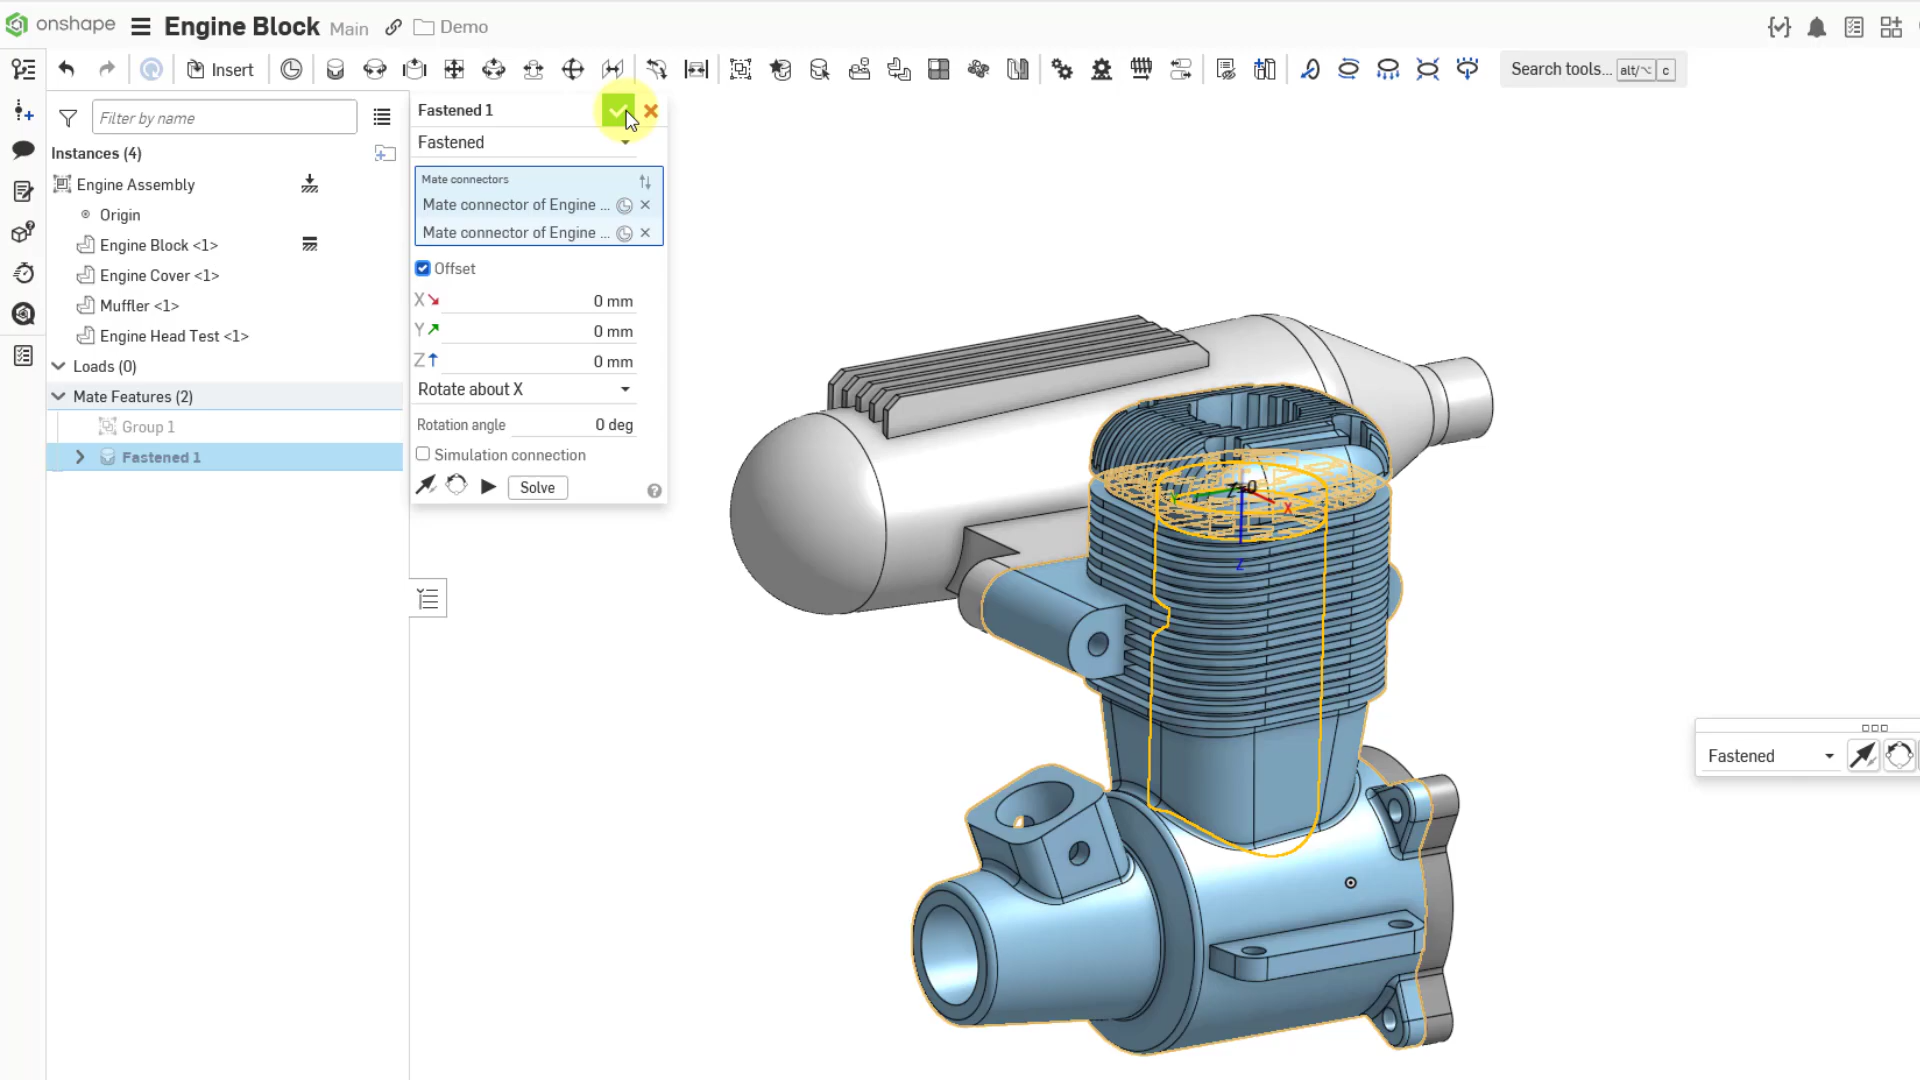 onshape Engine Block Main Demo
Insert
Search tools... alt/⌥ c
Filter by name
Instances (4)
Engine Assembly
Origin
Engine Block <1>
Engine Cover <1>
Muffler <1>
Engine Head Test <1>
Loads (0)
Mate Features (2)
Group 1
Fastened 1
Fastened 1
Fastened
Mate connectors
Mate connector of Engine ...
Mate connector of Engine ...
Offset
X 0 mm
Y 0 mm
Z 0 mm
Rotate about X
Rotation angle 0 deg
Simulation connection
Solve
X
Z
Fastened